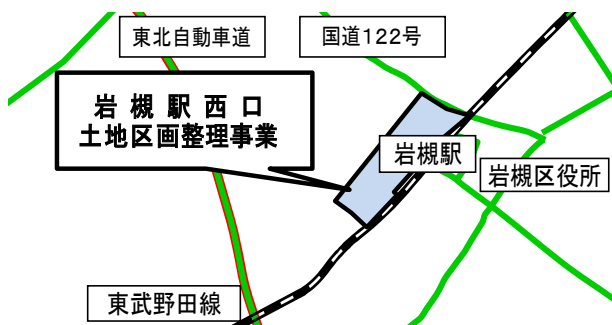 東北自動車道
国道122号
岩槻駅西口
土地区画整理事業
岩槻駅
岩槻区役所
東武野田線